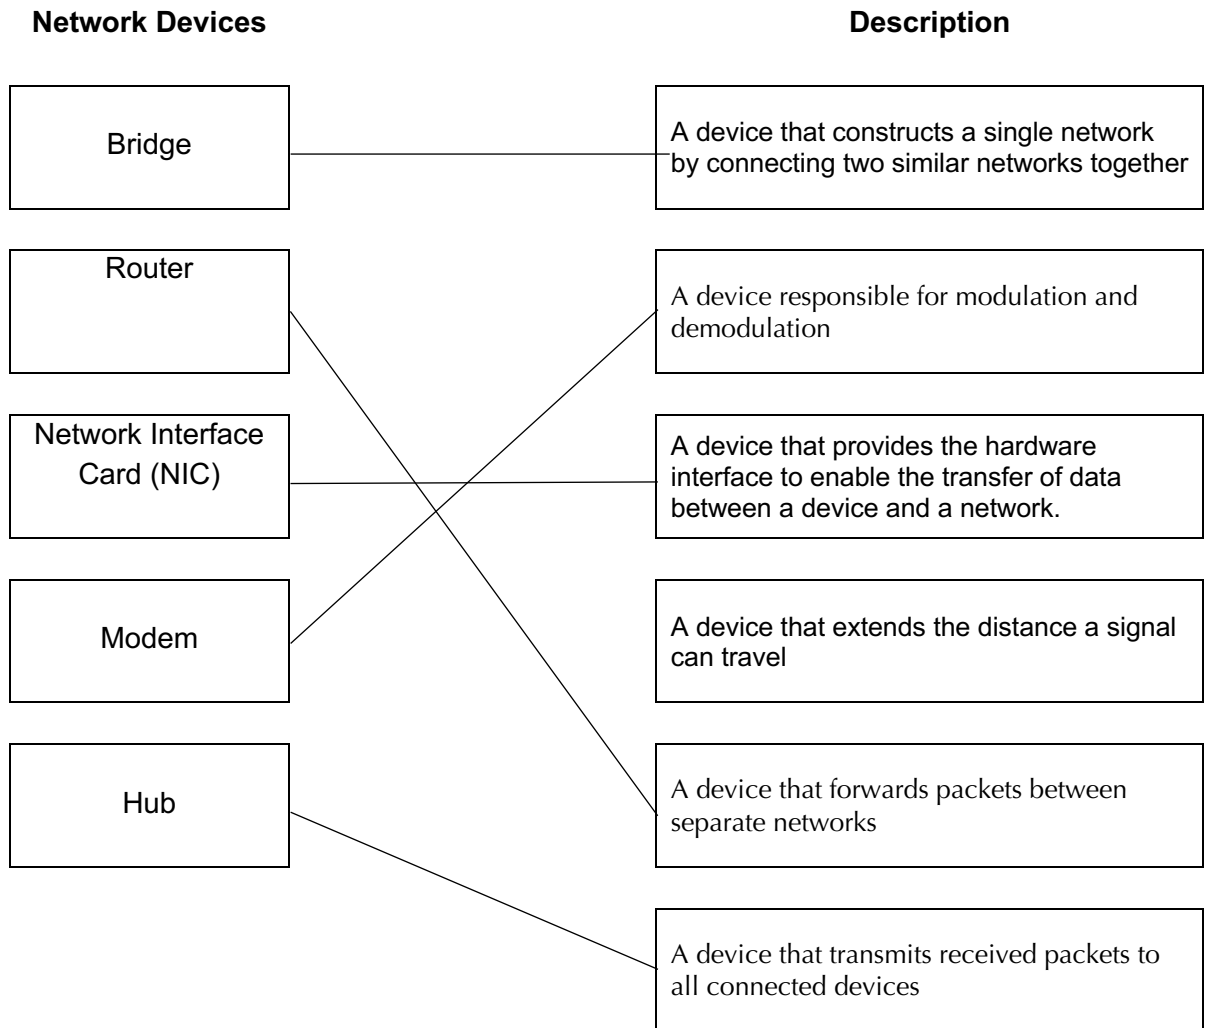 Network Devices
Description
Bridge
A device that constructs a single network
by connecting two similar networks together
Router
A device responsible for modulation and
demodulation
Network Interface
Card (NIC)
A device that provides the hardware
interface to enable the transfer of data
between a device and a network.
Modem
A device that extends the distance a signal
can travel
Hub
A device that forwards packets between
separate networks
A device that transmits received packets to
all connected devices